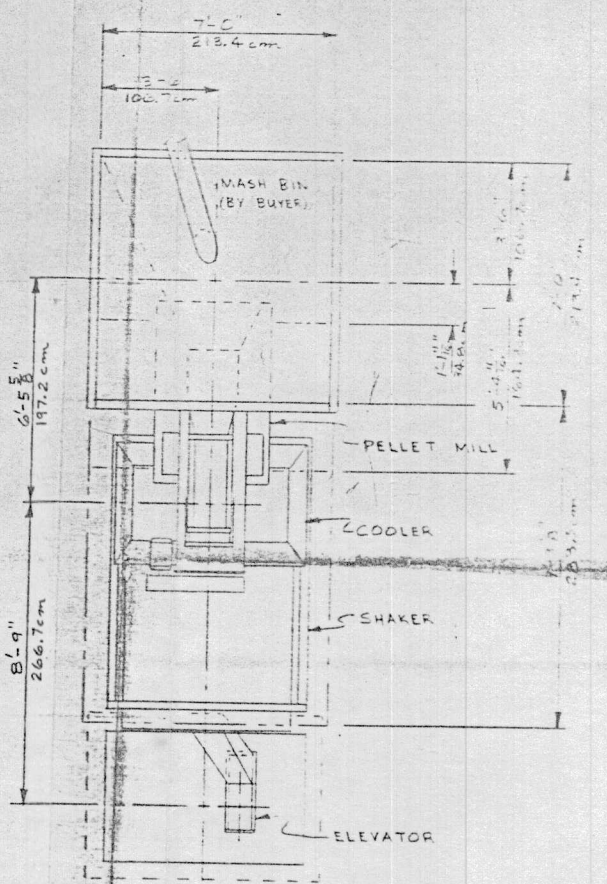 7'-0"
213.4 cm
3'-6
106.7cm
MASH BIN
(BY BUYER)
6'-5 5/8"
197.2 cm
PELLET MILL
COOLER
SHAKER
8'-9"
266.7cm
ELEVATOR